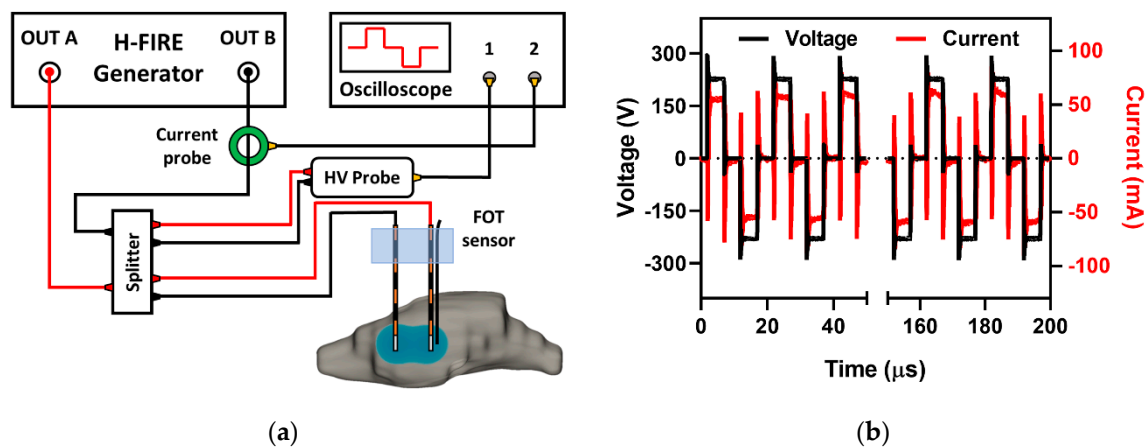 OUT A
H-FIRE
Generator
OUT B
Oscilloscope
1
2
Current
probe
HV Probe
Splitter
FOT
sensor
(a)
Voltage
Current
Voltage (V)
300
150
0
-150
-300
Current (mA)
100
50
0
-50
-100
0
20
40
160
180
200
Time (μs)
(b)